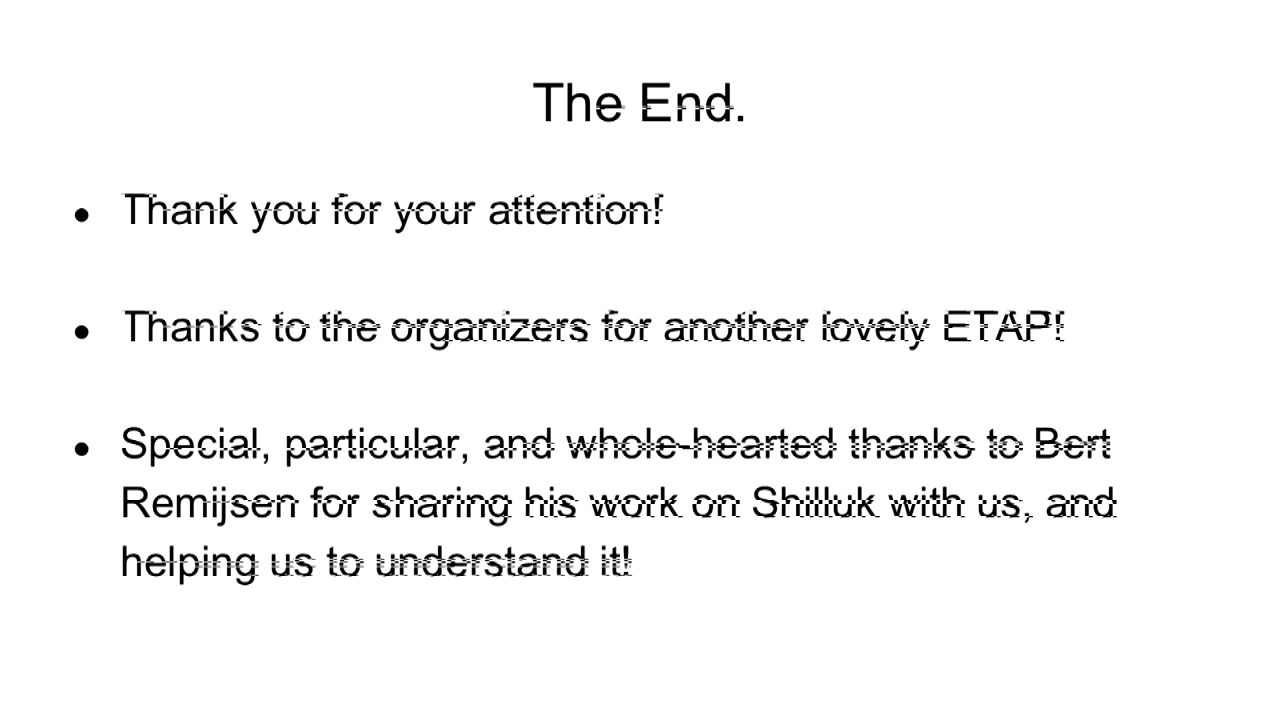 The End.
• Thank you for your attention!
• Thanks to the organizers for another lovely ETAP!
• Special, particular, and whole-hearted thanks to Bert
Remijsen for sharing his work on Shilluk with us, and
helping us to understand it!